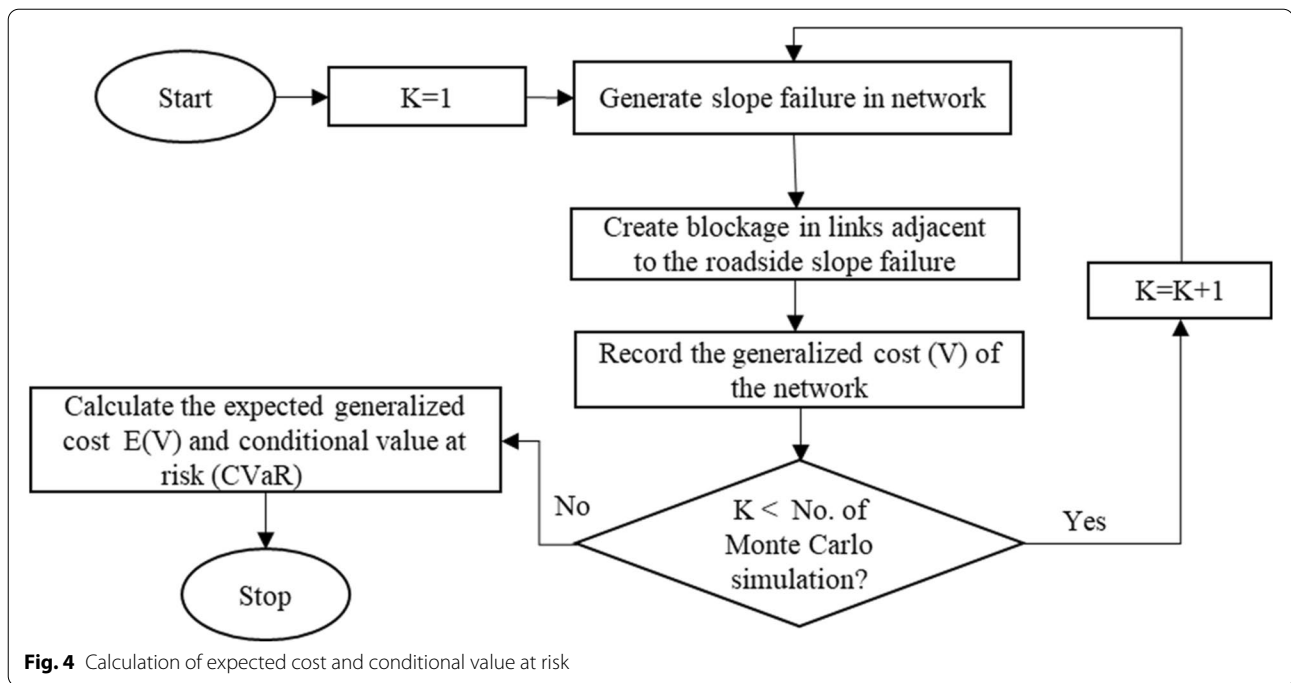 Start
K=1
Generate slope failure in network
Create blockage in links adjacent
to the roadside slope failure
K=K+1
Record the generalized cost (V) of
the network
Calculate the expected generalized
cost E(V) and conditional value at
risk (CVaR)
No
K < No. of
Monte Carlo
simulation?
Yes
Stop
Fig. 4 Calculation of expected cost and conditional value at risk